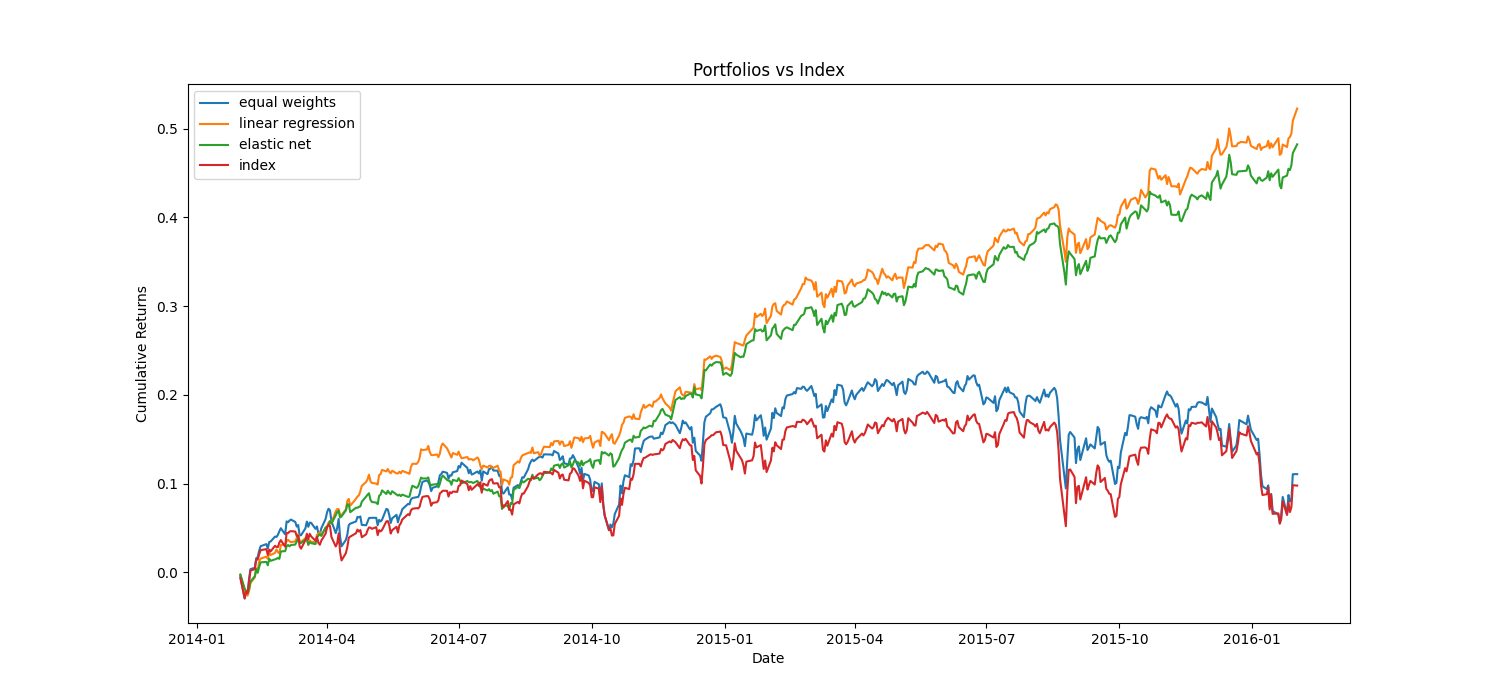 Portfolios vs Index
equal weights
linear regression
elastic net
index
Cumulative Returns
0.5
0.4
0.3
0.2
0.1
0.0
2014-01 2014-04 2014-07 2014-10 2015-01 2015-04 2015-07 2015-10 2016-01
Date